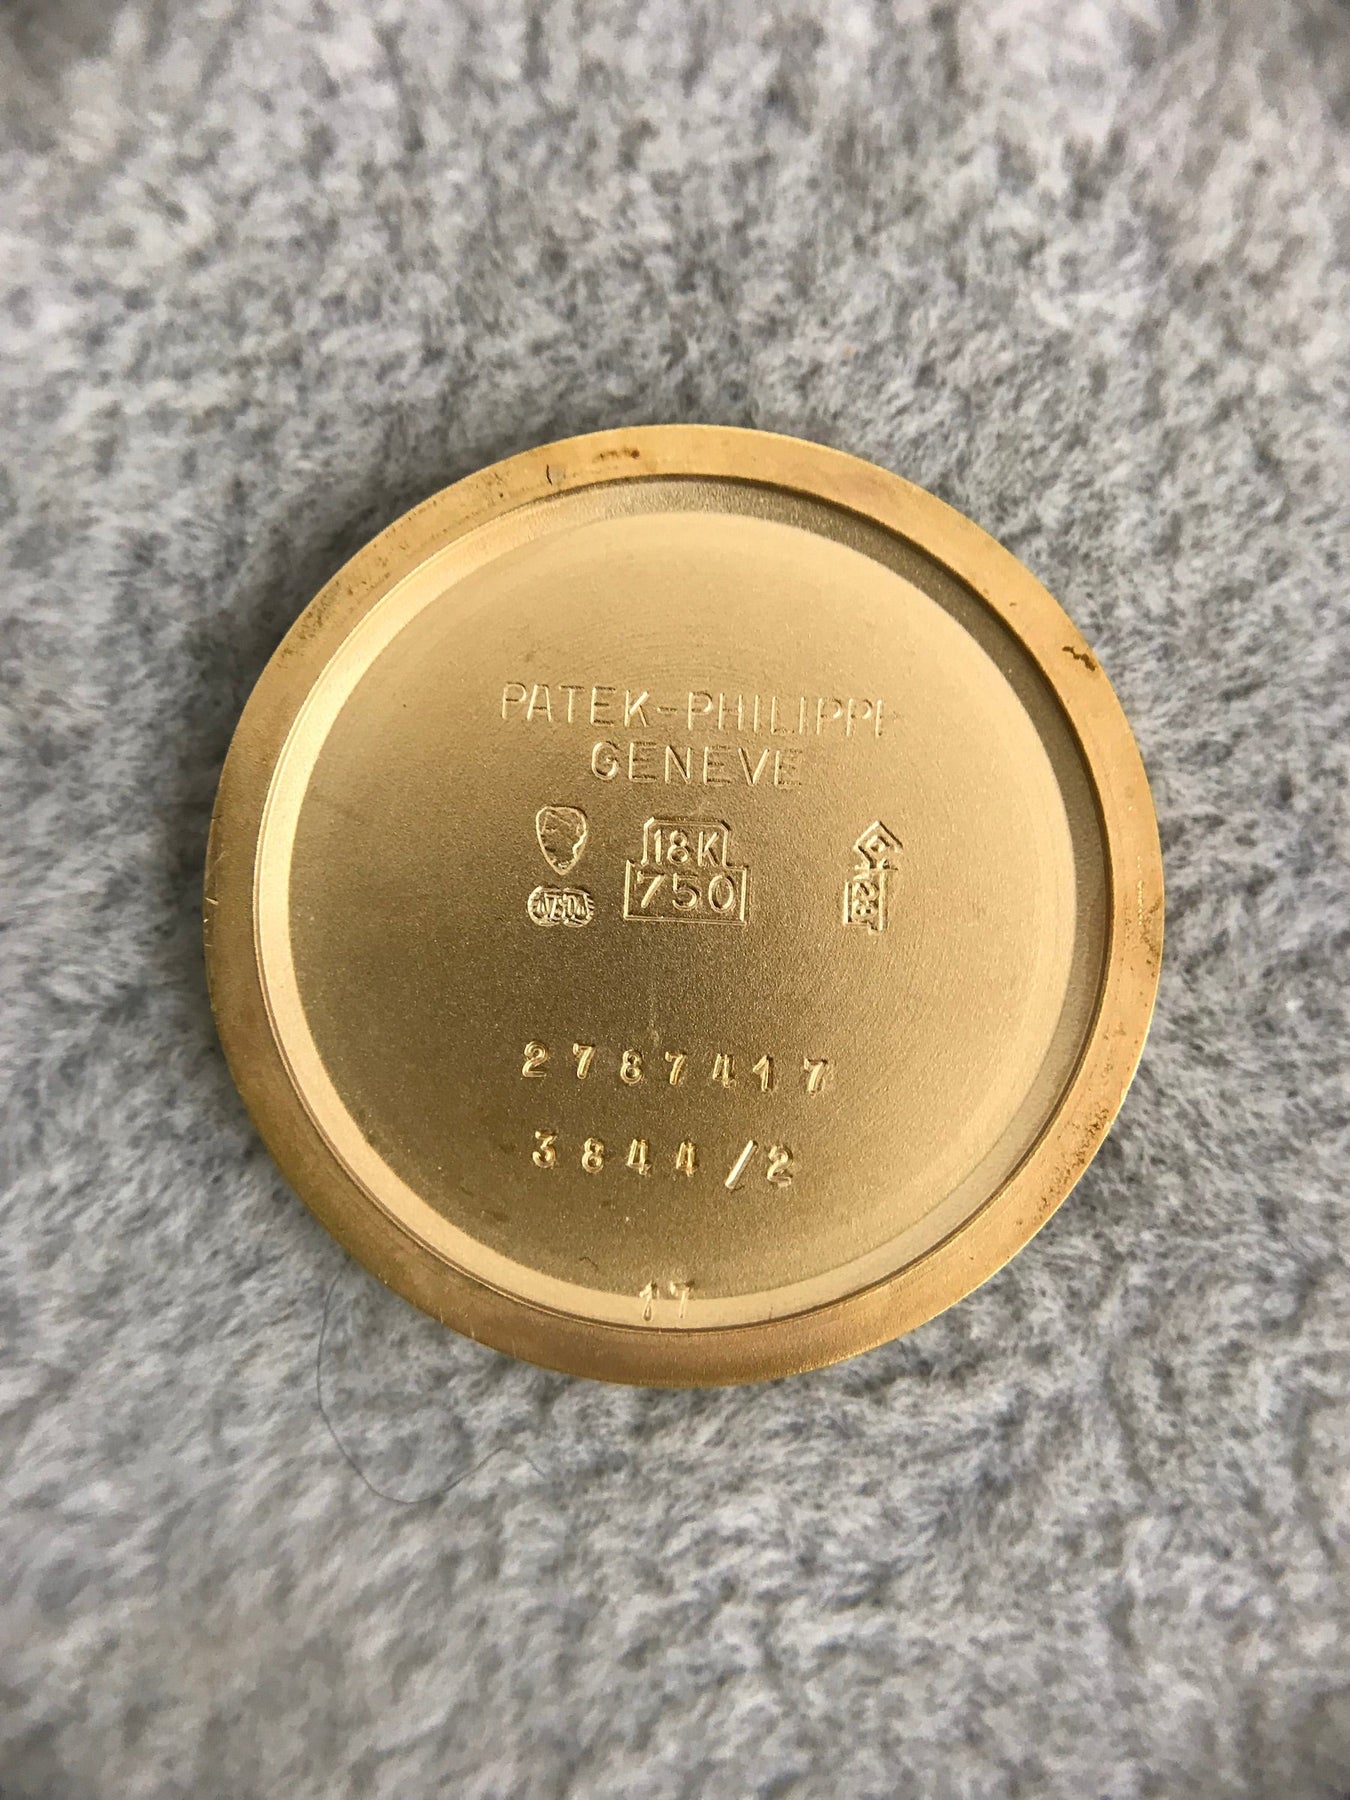 PATEK-PHILIPPE
GENEVE
18K
750
2787417
3844/2
17